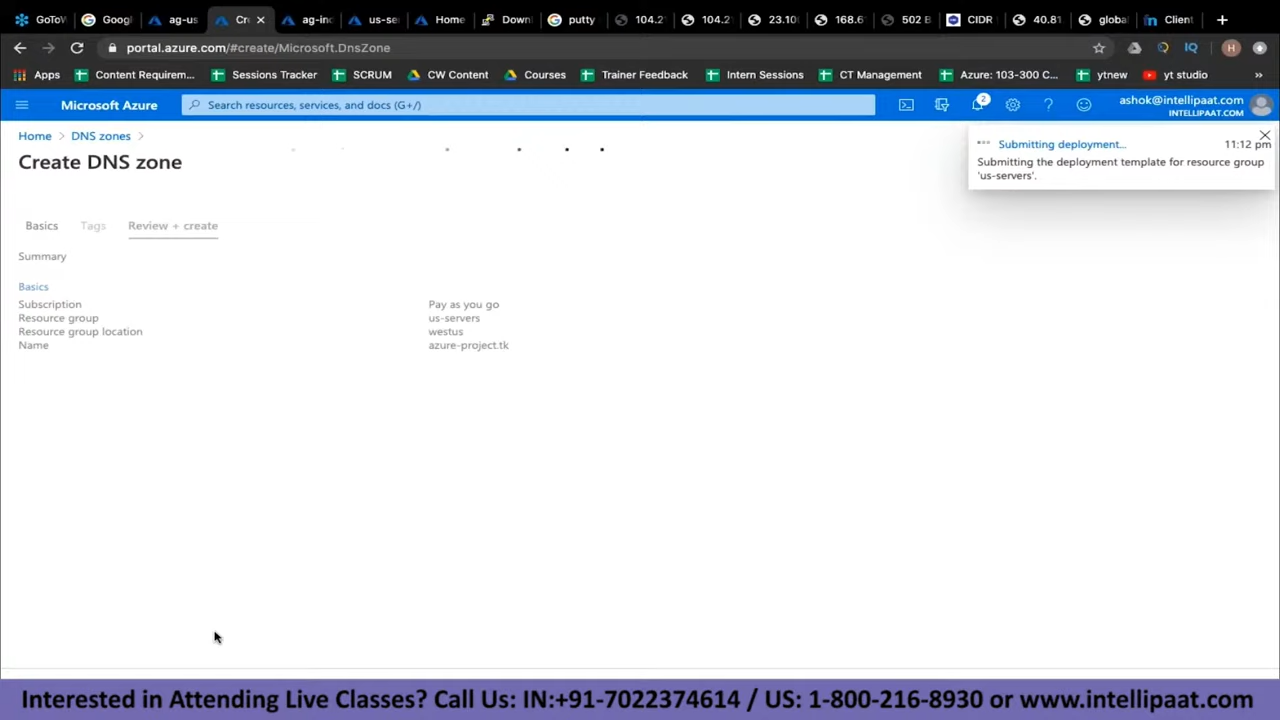 GoToW
Googl
ag-us
Cre
ag-inc
us-ser
Home
Downl
putty
104.2
104.2
23.100
168.6
502 B
CIDR
40.81
global
Client
portal.azure.com/#create/Microsoft.DnsZone
H
Apps
Content Requirem...
Sessions Tracker
SCRUM
CW Content
Courses
Trainer Feedback
Intern Sessions
CT Management
Azure: 103-300 C...
ytnew
yt studio
»
Microsoft Azure
Search resources, services, and docs (G+/)
2
ashok@intellipaat.com
INTELLIPAAT.COM
Home > DNS zones >
Create DNS zone
Submitting deployment... 11:12 pm
Submitting the deployment template for resource group
'us-servers'.
Basics Tags Review + create
Summary
Basics
Subscription Pay as you go
Resource group us-servers
Resource group location westus
Name azure-project.tk
Interested in Attending Live Classes? Call Us: IN:+91-7022374614 / US: 1-800-216-8930 or www.intellipaat.com